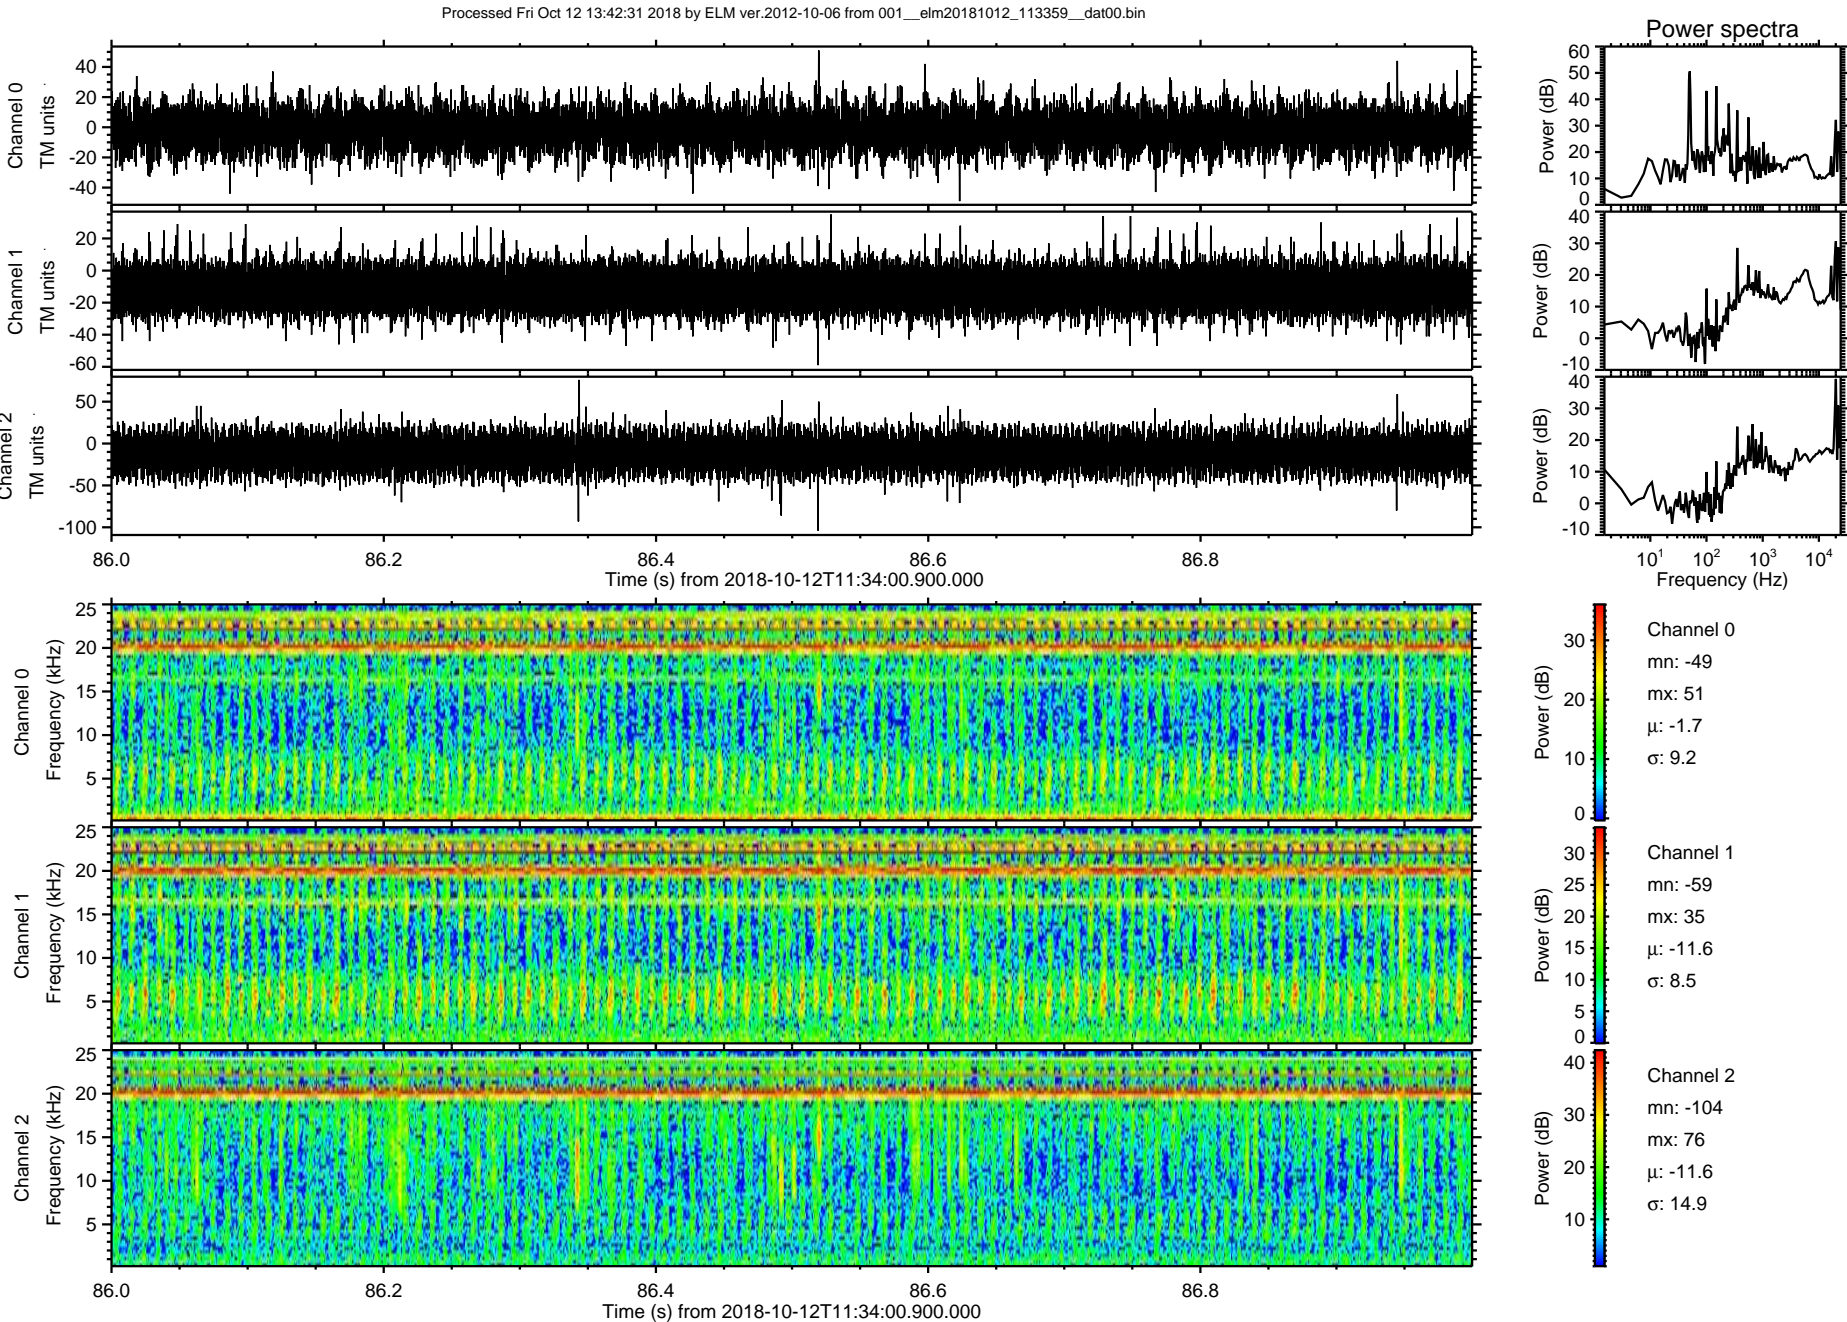 Processed Fri Oct 12 13:42:31 2018 by ELM ver.2012-10-06 from 001__elm20181012_113359__dat00.bin
Power spectra
Channel 0
TM units
40
20
0
-20
-40
Power (dB)
60
50
40
30
20
10
0
Channel 1
TM units
20
0
-20
-40
-60
Power (dB)
40
30
20
10
0
-10
Channel 2
TM units
50
0
-50
-100
Power (dB)
40
30
20
10
0
-10
86.0 86.2 86.4 86.6 86.8
Time (s) from 2018-10-12T11:34:00.900.000
10¹ 10² 10³ 10⁴
Frequency (Hz)
Channel 0
Frequency (kHz)
25
20
15
10
5
Power (dB)
30
20
10
0
Channel 0
mn: -49
mx: 51
μ: -1.7
σ: 9.2
Channel 1
Frequency (kHz)
25
20
15
10
5
Power (dB)
30
25
20
15
10
5
0
Channel 1
mn: -59
mx: 35
μ: -11.6
σ: 8.5
Channel 2
Frequency (kHz)
25
20
15
10
5
Power (dB)
40
30
20
10
Channel 2
mn: -104
mx: 76
μ: -11.6
σ: 14.9
86.0 86.2 86.4 86.6 86.8
Time (s) from 2018-10-12T11:34:00.900.000